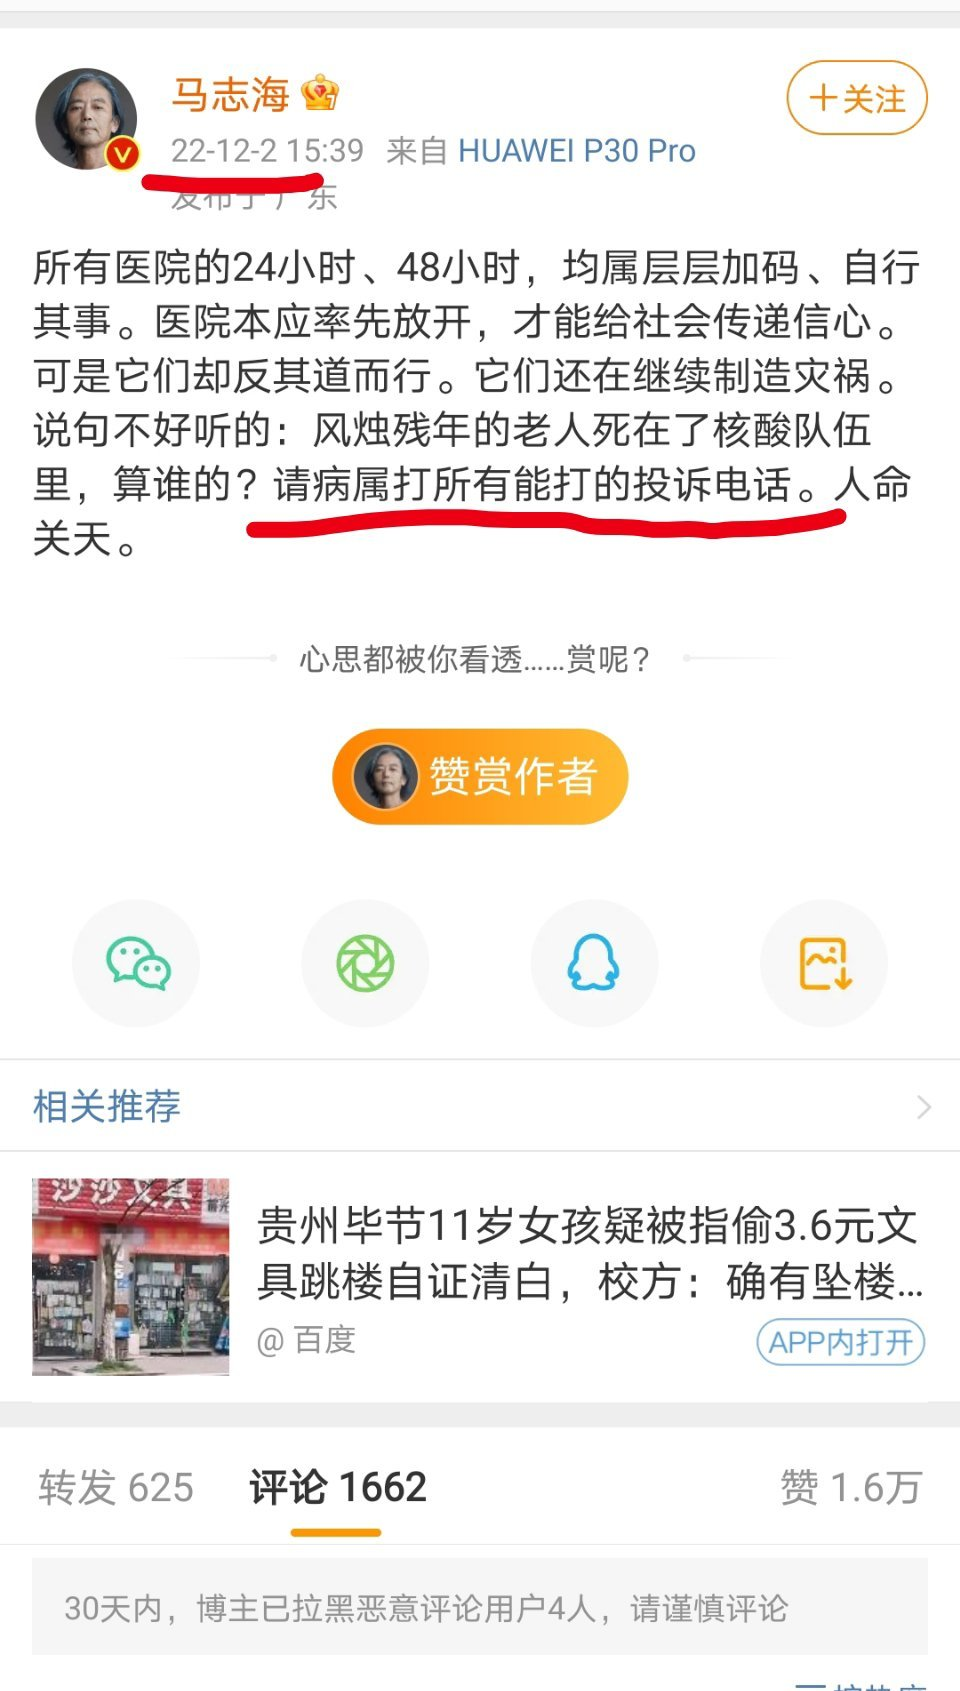 马志海
22-12-2 15:39 来自 HUAWEI P30 Pro
发布于 广东
+关注
所有医院的24小时、48小时，均属层层加码、自行
其事。医院本应率先放开，才能给社会传递信心。
可是它们却反其道而行。它们还在继续制造灾祸。
说句不好听的：风烛残年的老人死在了核酸队伍
里，算谁的？请病属打所有能打的投诉电话。人命
关天。
心思都被你看透……赏呢？
赞赏作者
相关推荐
莎莎文具
贵州毕节11岁女孩疑被指偷3.6元文
具跳楼自证清白，校方：确有坠楼...
@ 百度
APP内打开
转发 625 评论 1662 赞 1.6万
30天内，博主已拉黑恶意评论用户4人，请谨慎评论
按热度